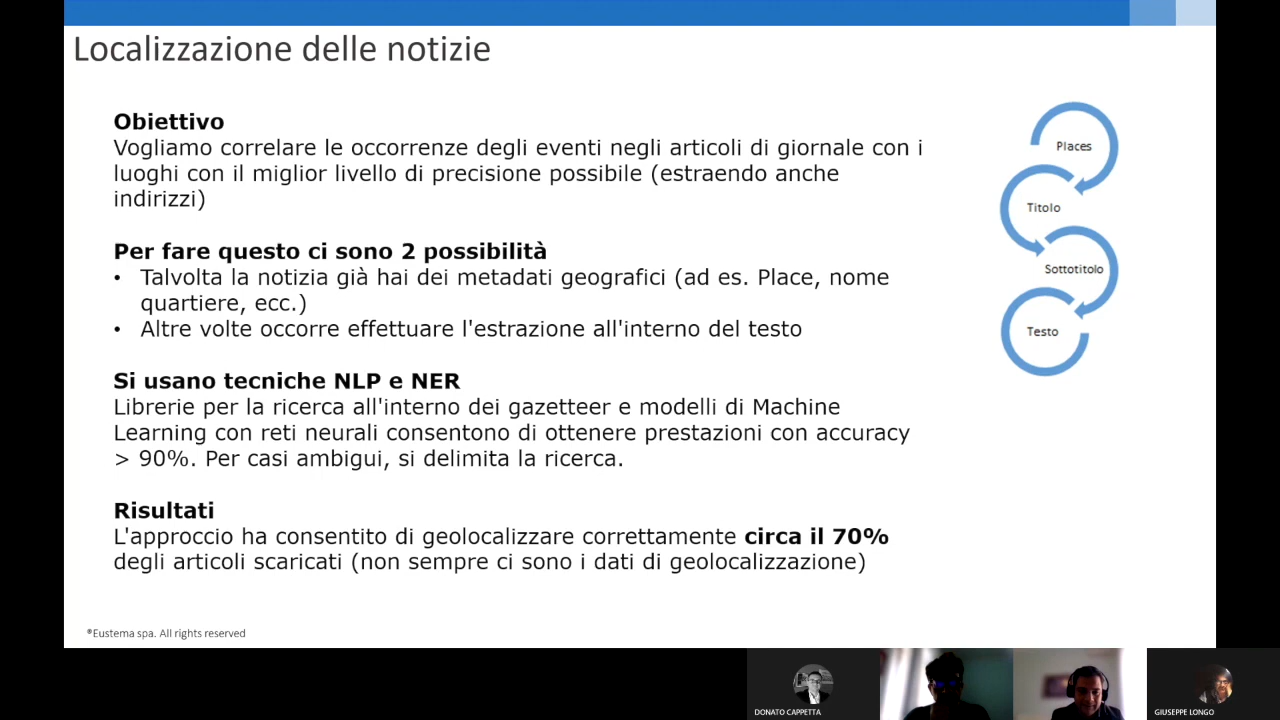 Localizzazione delle notizie
Obiettivo
Vogliamo correlare le occorrenze degli eventi negli articoli di giornale con i
luoghi con il miglior livello di precisione possibile (estraendo anche
indirizzi)
Per fare questo ci sono 2 possibilità
• Talvolta la notizia già hai dei metadati geografici (ad es. Place, nome
quartiere, ecc.)
• Altre volte occorre effettuare l'estrazione all'interno del testo
Si usano tecniche NLP e NER
Librerie per la ricerca all'interno dei gazetteer e modelli di Machine
Learning con reti neurali consentono di ottenere prestazioni con accuracy
> 90%. Per casi ambigui, si delimita la ricerca.
Risultati
L'approccio ha consentito di geolocalizzare correttamente circa il 70%
degli articoli scaricati (non sempre ci sono i dati di geolocalizzazione)
Places
Titolo
Sottotitolo
Testo
®Eustema spa. All rights reserved
DONATO CAPPETTA
GIUSEPPE LONGO